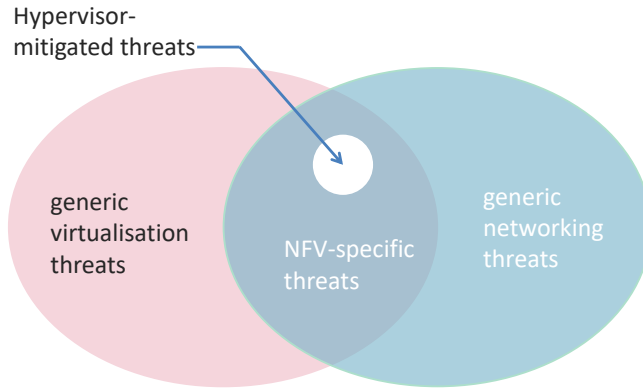 Hypervisor-
mitigated threats
generic
virtualisation
threats
NFV-specific
threats
generic
networking
threats